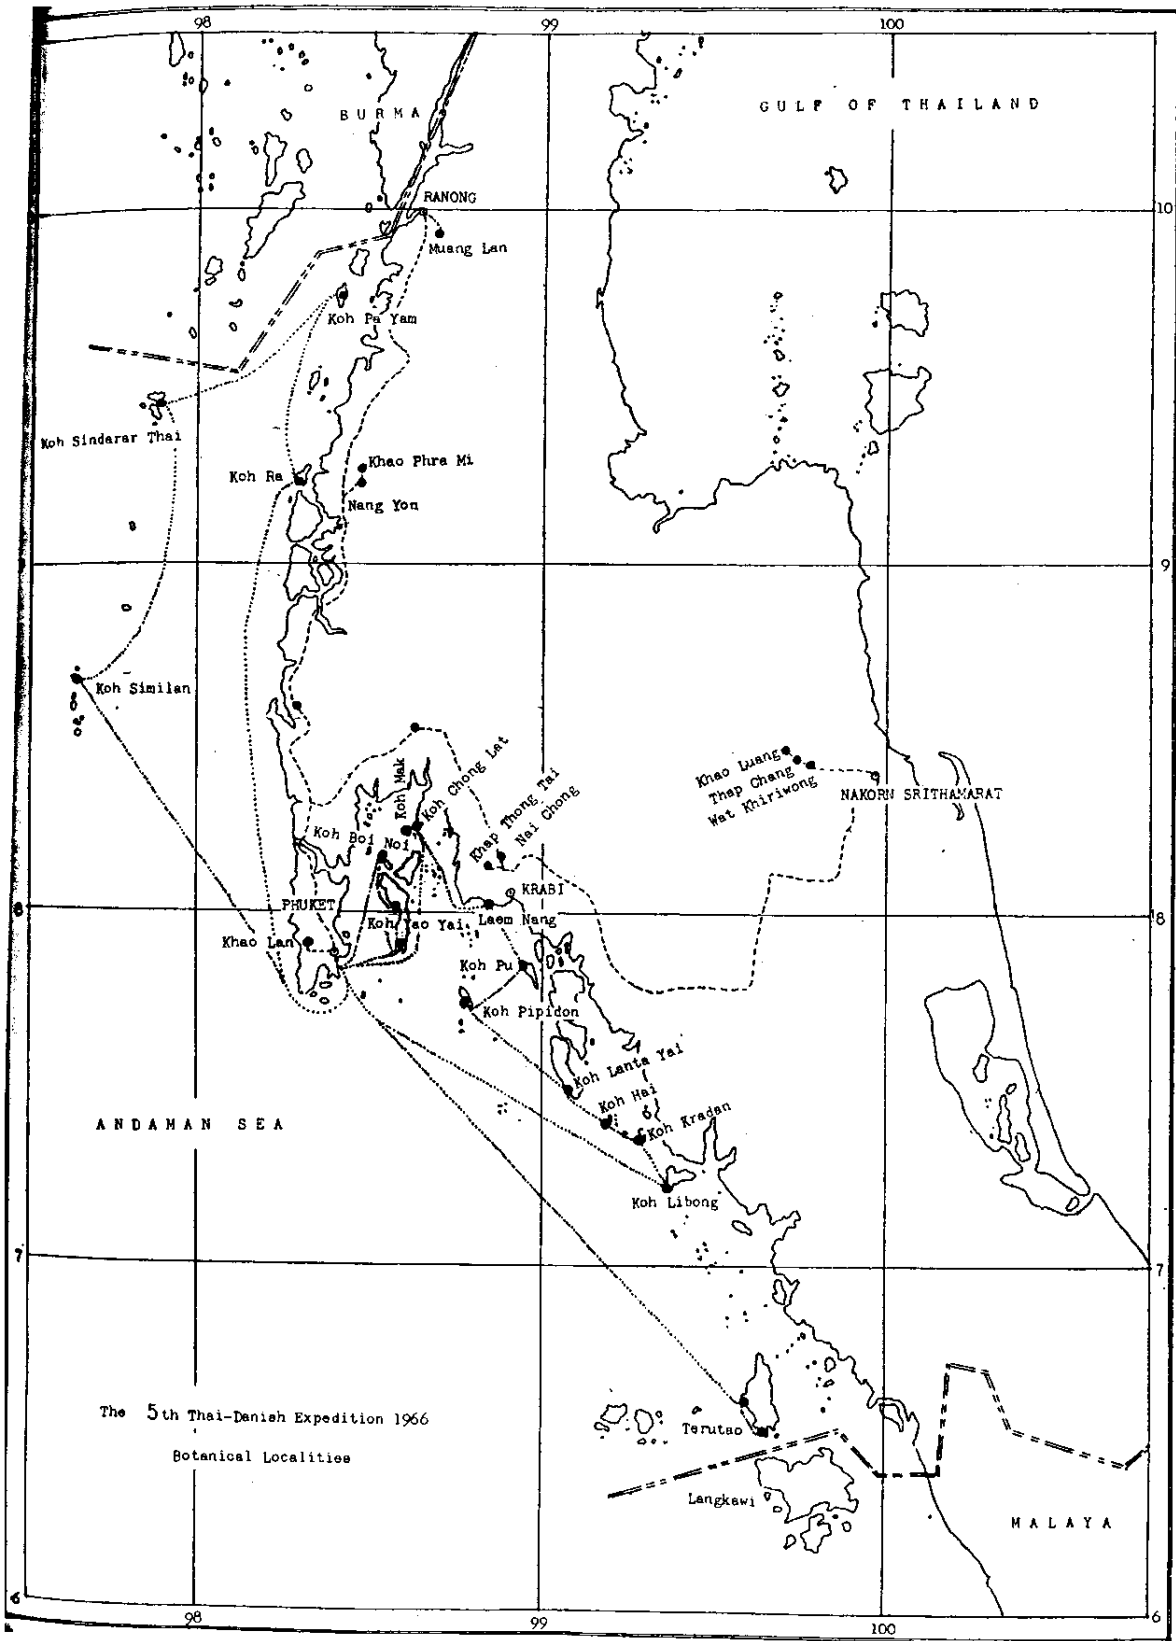 98 99 100
BURMA
GULF OF THAILAND
RANONG
10
Muang Lan
Koh Pa Yam
Koh Sindarar Thai
Khao Phra Mi
Koh Ra
Nang Yon
9
Koh Similan
Koh Mak
Koh Chong Lat
Khao Luang
Thap Chang
Wat Khiriwong
NAKORN SRITHAMARAT
Khap Thong Tai
Nai Chong
Koh Boi Noi
KRABI
8 8
PHUKET
Koh Yao Yai
Laem Nang
Khao Lan
Koh Pu
Koh Pipidon
Koh Lanta Yai
Koh Hai
Koh Kradan
ANDAMAN SEA
Koh Libong
7 7
The 5th Thai-Danish Expedition 1966
Botanical Localities
Terutao
Langkawi
MALAYA
6 6
98 99 100